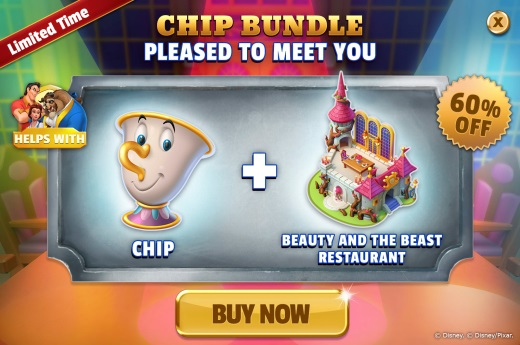 Limited Time
CHIP BUNDLE
PLEASED TO MEET YOU
X
HELPS WITH
60%
OFF
+
CHIP
BEAUTY AND THE BEAST
RESTAURANT
BUY NOW
© Disney. © Disney/Pixar.